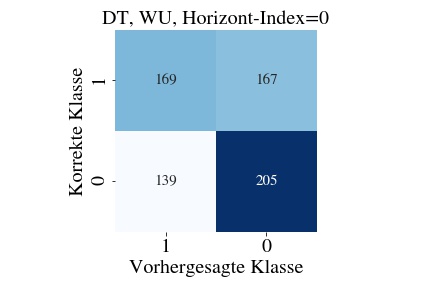 DT, WU, Horizont-Index=0
Korrekte Klasse
1
169
167
0
139
205
1
0
Vorhergesagte Klasse